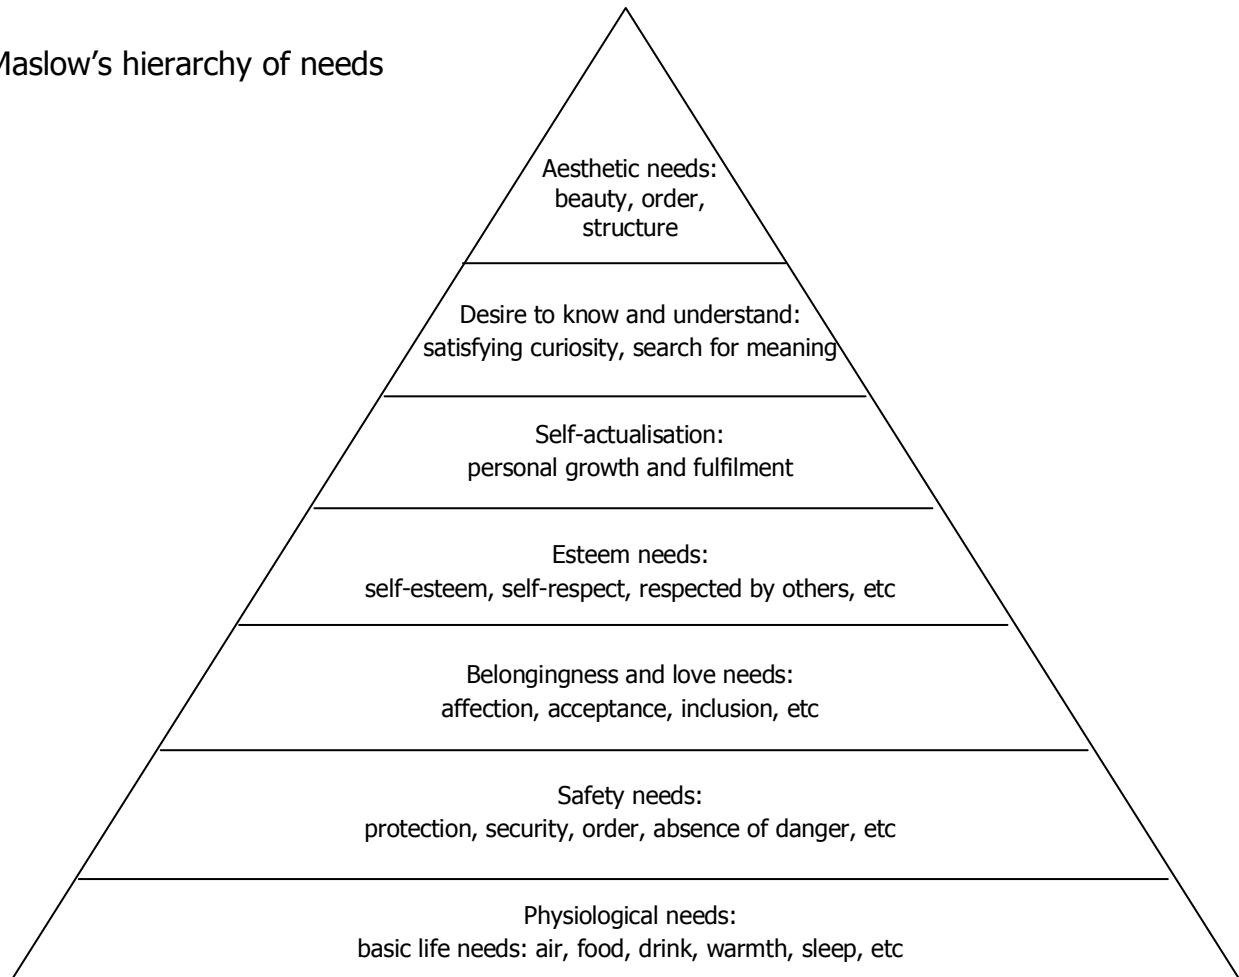 Maslow's hierarchy of needs
Aesthetic needs:
beauty, order,
structure
Desire to know and understand:
satisfying curiosity, search for meaning
Self-actualisation:
personal growth and fulfilment
Esteem needs:
self-esteem, self-respect, respected by others, etc
Belongingness and love needs:
affection, acceptance, inclusion, etc
Safety needs:
protection, security, order, absence of danger, etc
Physiological needs:
basic life needs: air, food, drink, warmth, sleep, etc